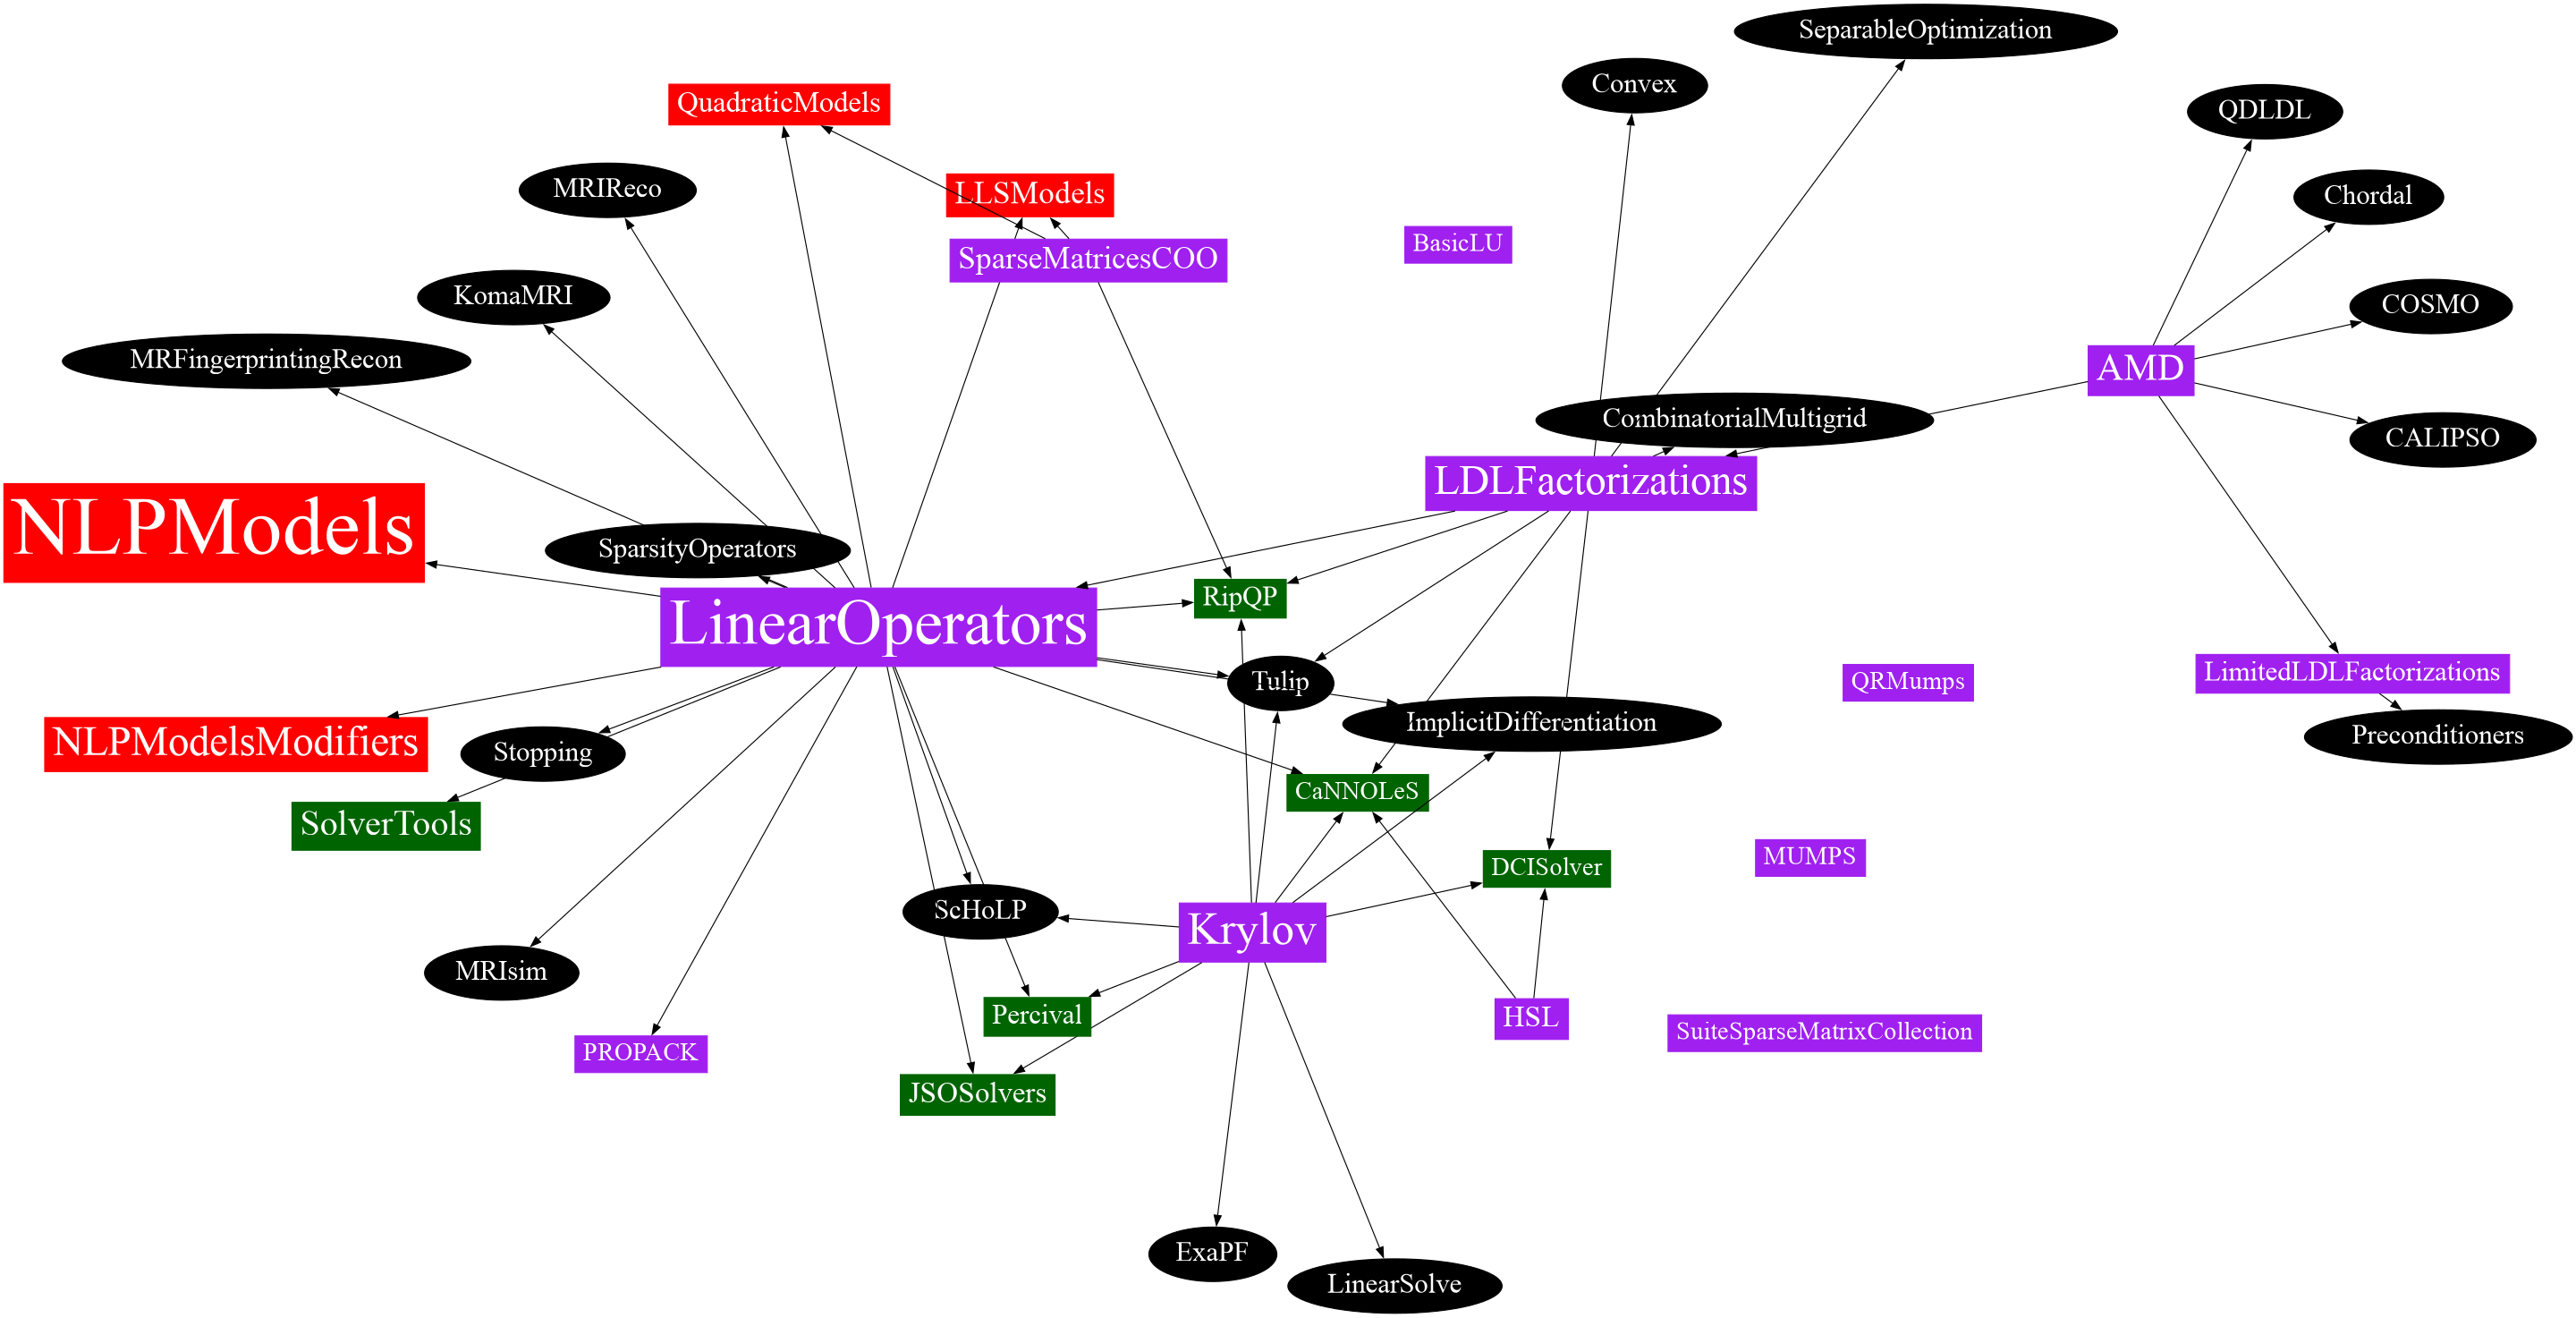 SeparableOptimization
Convex
QuadraticModels
QDLDL
MRIReco
LLSModels
Chordal
BasicLU
SparseMatricesCOO
KomaMRI
COSMO
MRFingerprintingRecon
AMD
CombinatorialMultigrid
CALIPSO
LDLFactorizations
NLPModels
SparsityOperators
RipQP
LinearOperators
LimitedLDLFactorizations
Tulip
QRMumps
ImplicitDifferentiation
Preconditioners
NLPModelsModifiers
Stopping
CaNNOLeS
SolverTools
MUMPS
DCISolver
ScHoLP
Krylov
MRIsim
Percival
HSL
SuiteSparseMatrixCollection
PROPACK
JSOSolvers
ExaPF
LinearSolve